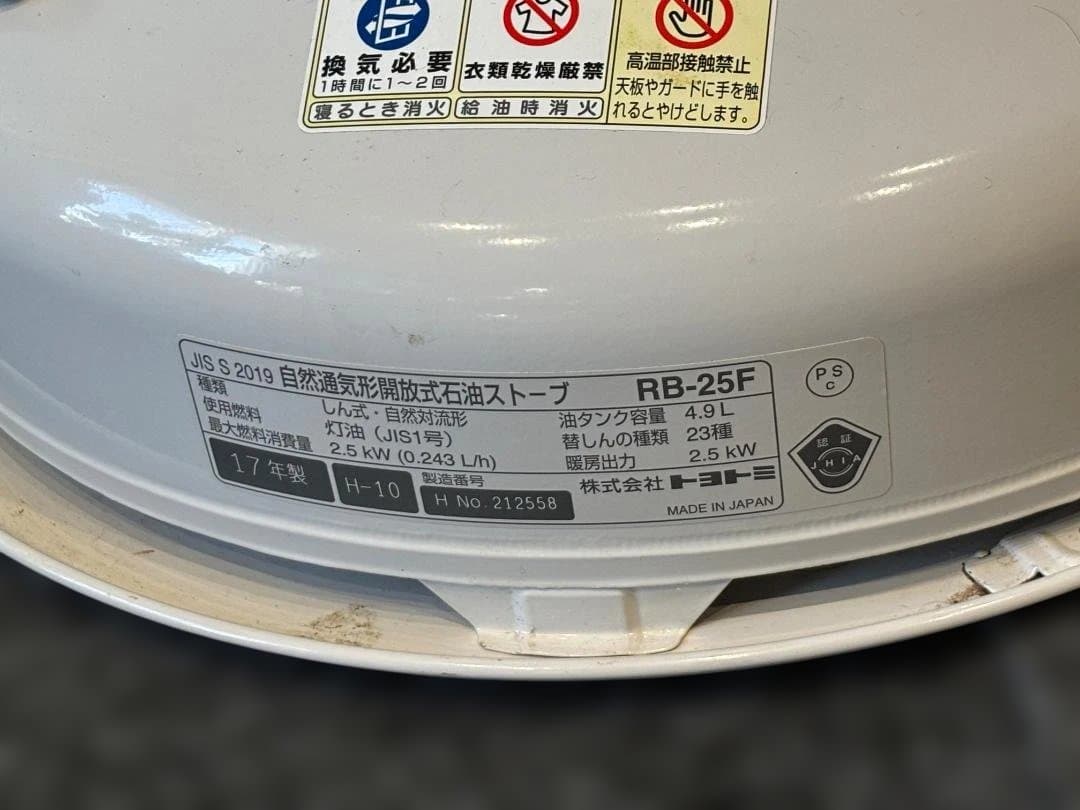 換気必要
1時間に1～2回
寝るとき消火
衣類乾燥厳禁
給油時消火
高温部接触禁止
天板やガードに手を触
れるとやけどします。
JIS S 2019 自然通気形開放式石油ストーブ RB-25F
種類 しん式・自然対流形
使用燃料 灯油（JIS1号）
最大燃料消費量 2.5 kW (0.243 L/h)
油タンク容量 4.9 L
替しんの種類 23種
暖房出力 2.5 kW
17年製 H-10 製造番号
H No.212558
株式会社 トヨトミ
MADE IN JAPAN
PS
C
認証
JHIA